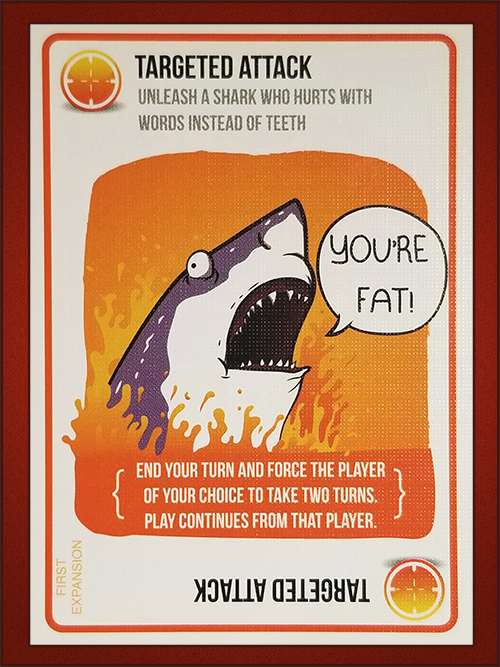 TARGETED ATTACK
UNLEASH A SHARK WHO HURTS WITH
WORDS INSTEAD OF TEETH
YOU'RE
FAT!
END YOUR TURN AND FORCE THE PLAYER
OF YOUR CHOICE TO TAKE TWO TURNS.
PLAY CONTINUES FROM THAT PLAYER.
FIRST
EXPANSION
TARGETED ATTACK